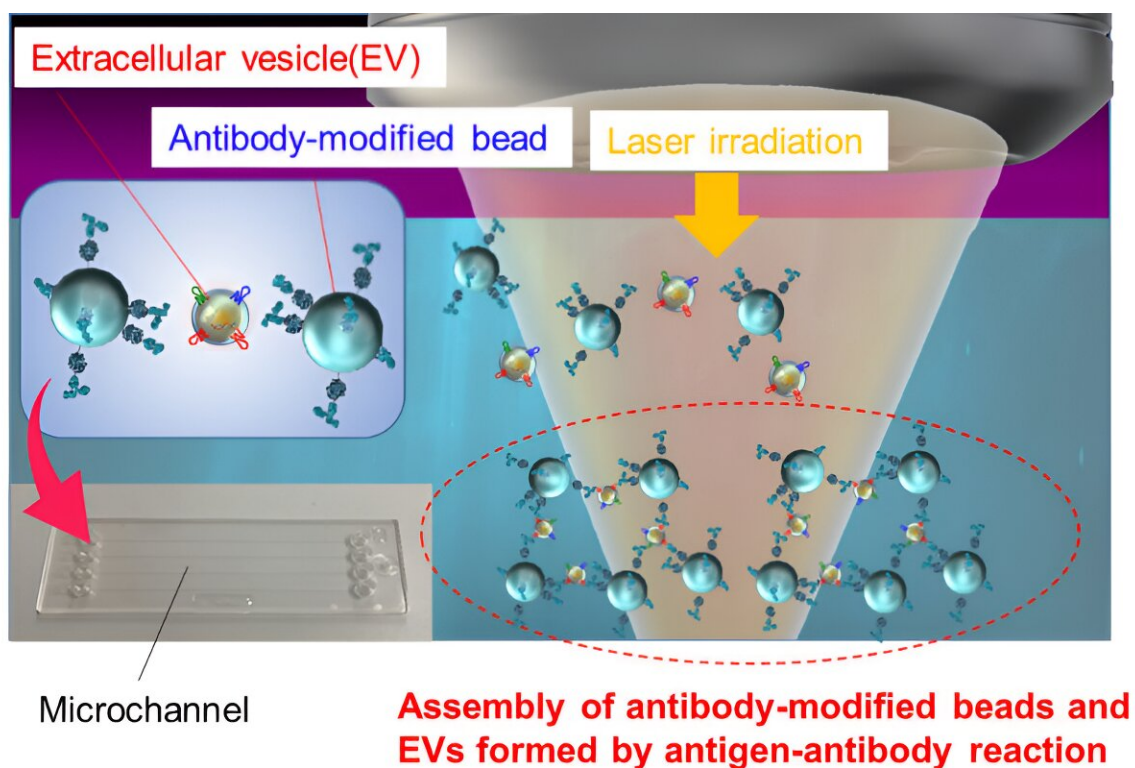 Extracellular vesicle(EV)
Antibody-modified bead
Laser irradiation
Microchannel
Assembly of antibody-modified beads and
EVs formed by antigen-antibody reaction